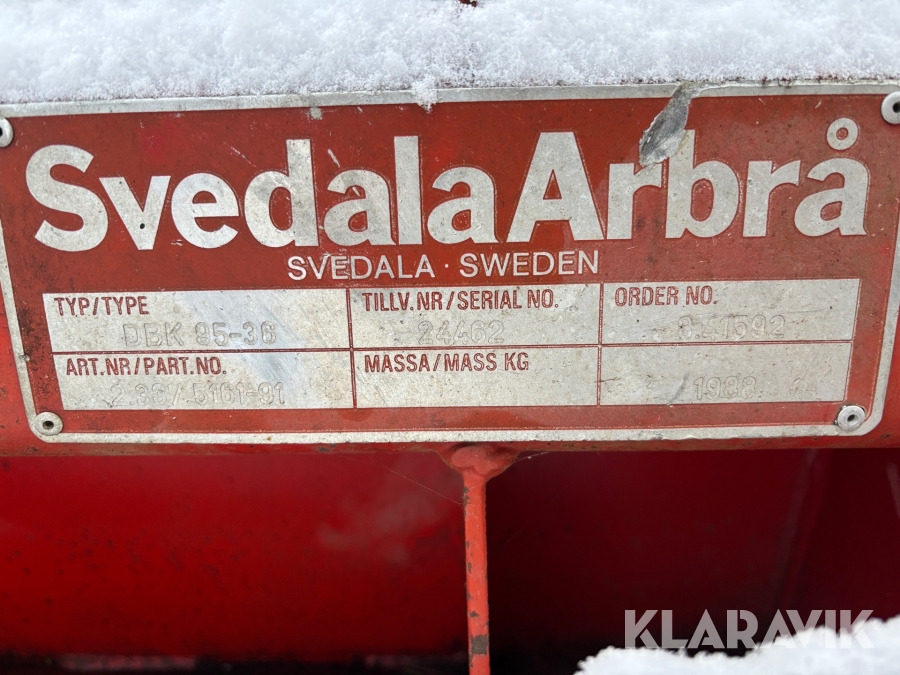 SvedalaArbrå
SVEDALA · SWEDEN
TYP/TYPE TILLV.NR/SERIAL NO. ORDER NO.
DBK 95-36 24462
ART.NR/PART.NO. MASSA/MASS KG
1988
KLARAVIK